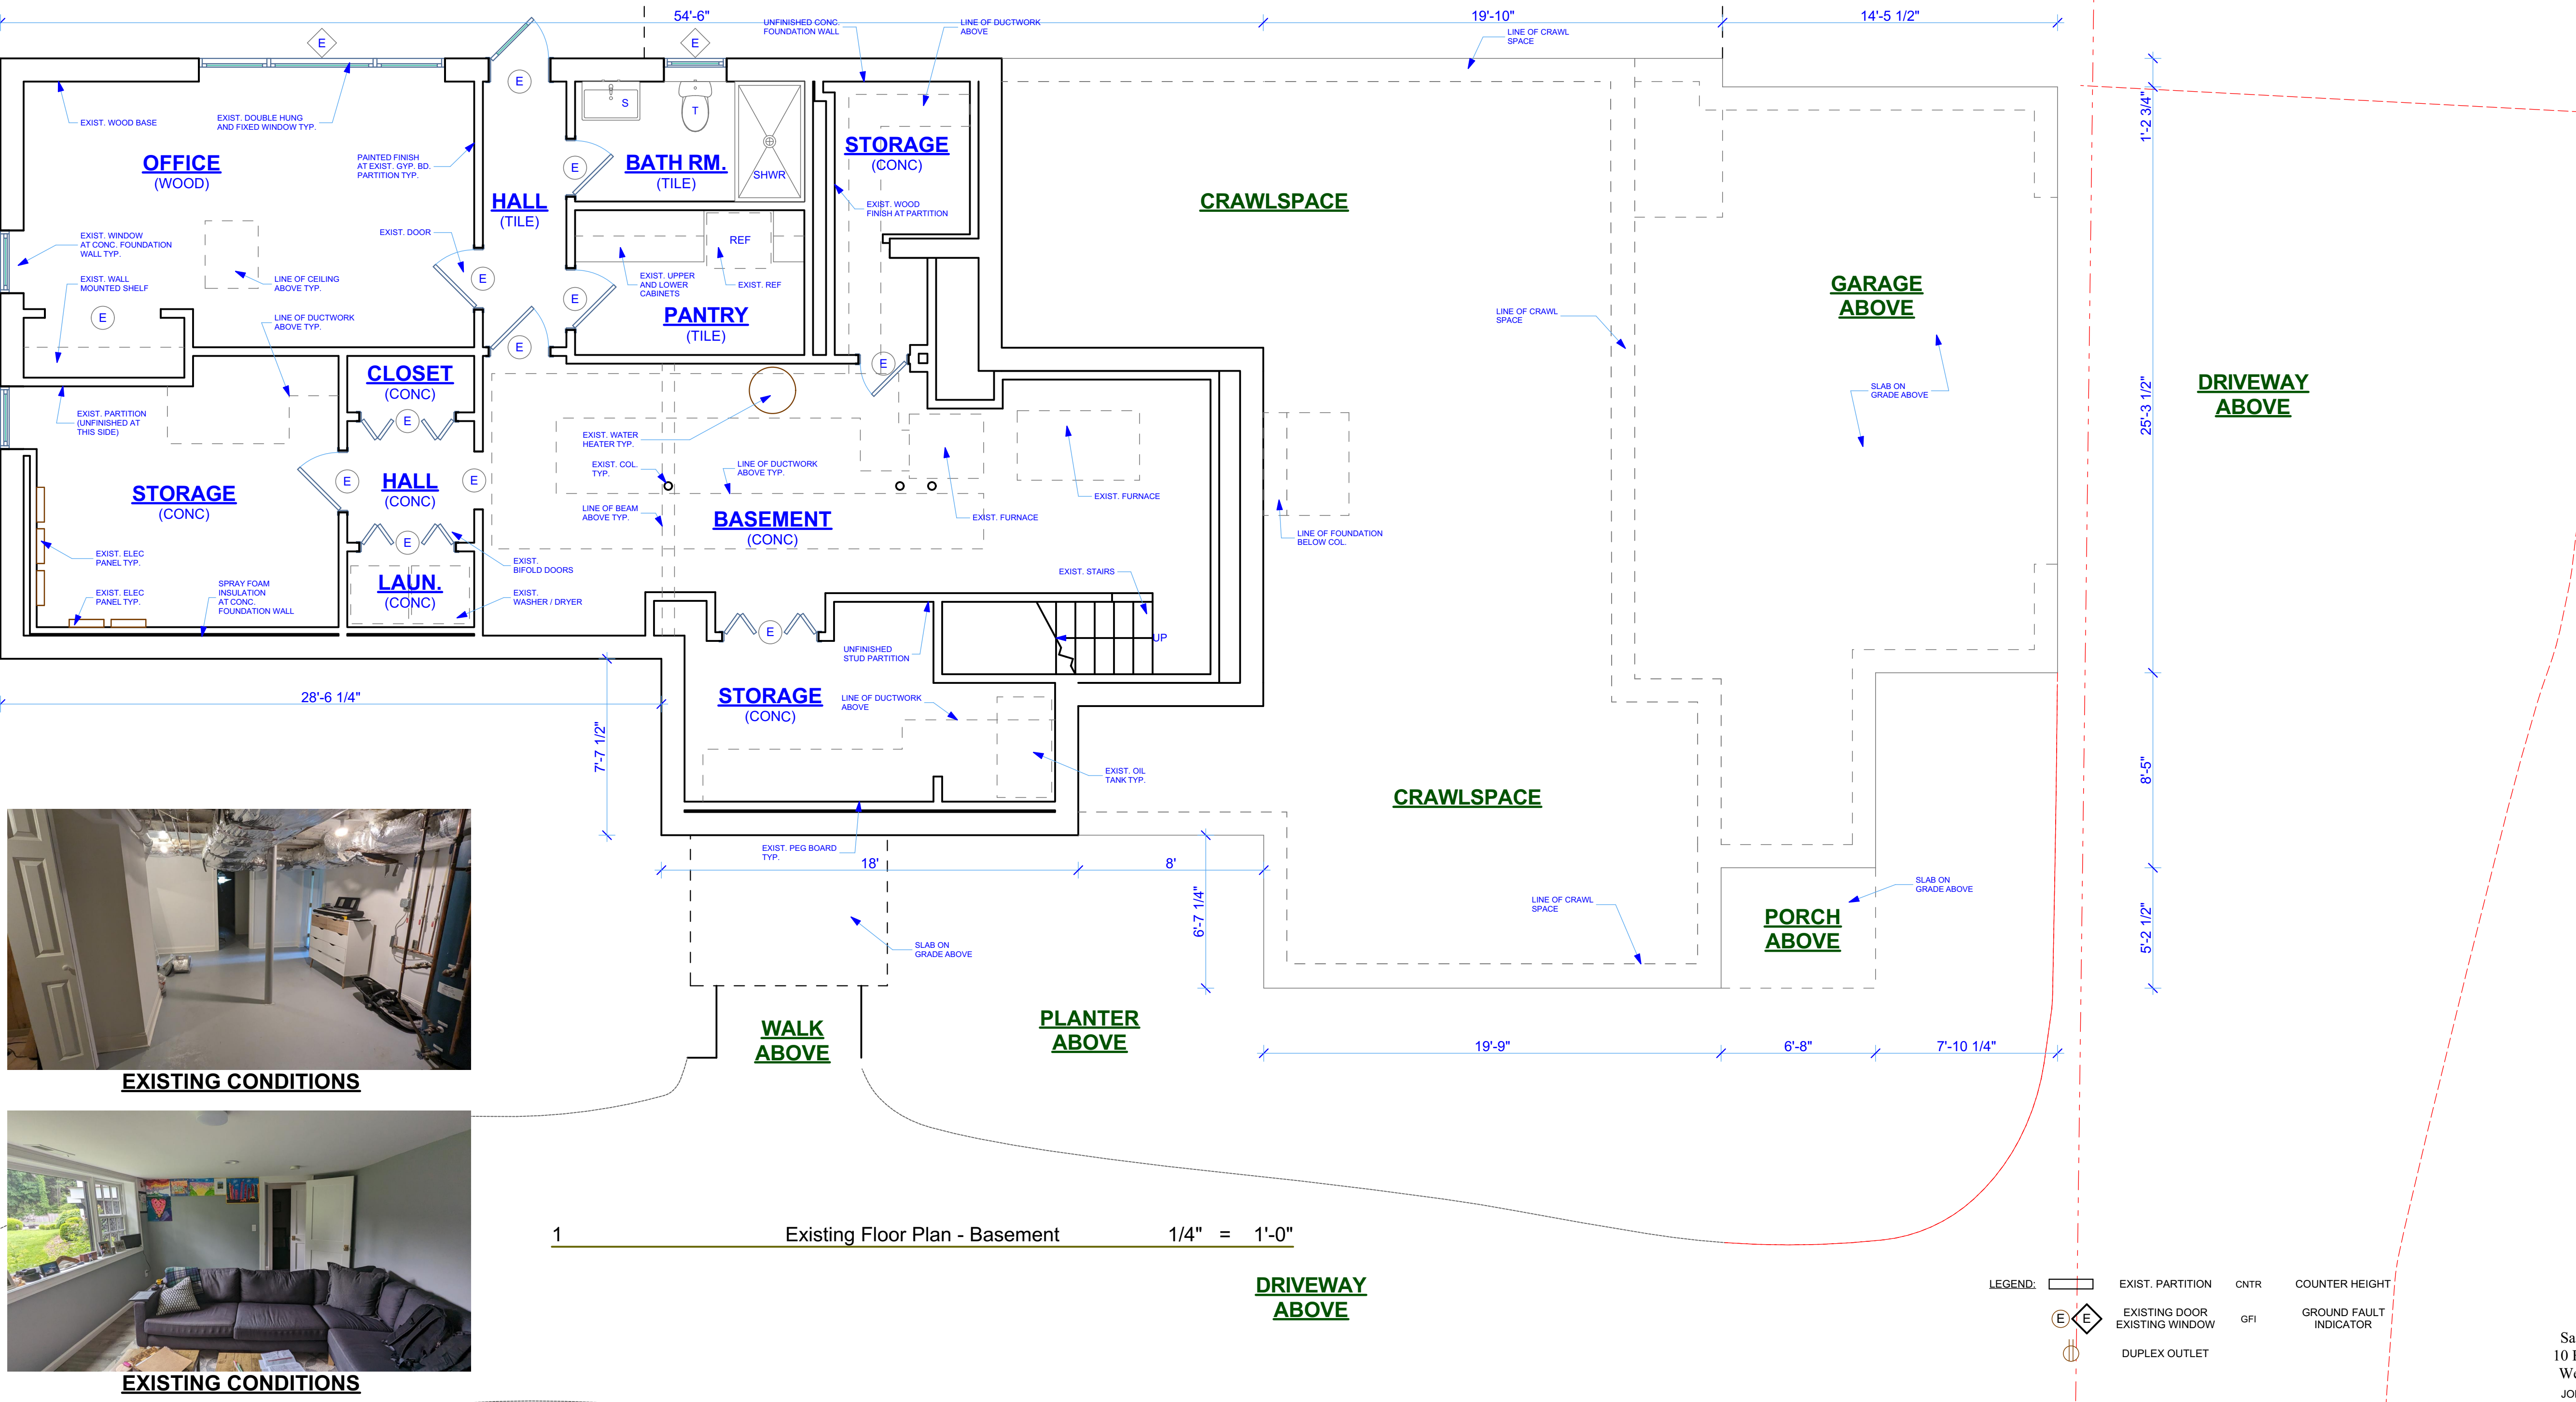 54'-6"
19'-10"
14'-5 1/2"
UNFINISHED CONC.
FOUNDATION WALL
LINE OF DUCTWORK
ABOVE
LINE OF CRAWL
SPACE
E
E
E
EXIST. WOOD BASE
EXIST. DOUBLE HUNG
AND FIXED WINDOW TYP.
OFFICE
(WOOD)
PAINTED FINISH
AT EXIST. GYP. BD.
PARTITION TYP.
S
T
E
BATH RM.
(TILE)
SHWR
STORAGE
(CONC)
HALL
(TILE)
EXIST. WOOD
FINISH AT PARTITION
CRAWLSPACE
1'-2 3/4"
EXIST. WINDOW
AT CONC. FOUNDATION
WALL TYP.
EXIST. DOOR
REF
EXIST. WALL
MOUNTED SHELF
LINE OF CEILING
ABOVE TYP.
E
E
EXIST. UPPER
AND LOWER
CABINETS
EXIST. REF
GARAGE
ABOVE
E
LINE OF DUCTWORK
ABOVE TYP.
PANTRY
(TILE)
LINE OF CRAWL
SPACE
E
E
CLOSET
(CONC)
SLAB ON
GRADE ABOVE
DRIVEWAY
ABOVE
25'-3 1/2"
EXIST. PARTITION
(UNFINISHED AT
THIS SIDE)
E
EXIST. WATER
HEATER TYP.
EXIST. COL.
TYP.
LINE OF DUCTWORK
ABOVE TYP.
STORAGE
(CONC)
E
HALL
(CONC)
E
EXIST. FURNACE
LINE OF BEAM
ABOVE TYP.
BASEMENT
(CONC)
EXIST. FURNACE
LINE OF FOUNDATION
BELOW COL.
E
EXIST. ELEC
PANEL TYP.
EXIST.
BIFOLD DOORS
LAUN.
(CONC)
EXIST. STAIRS
EXIST. ELEC
PANEL TYP.
SPRAY FOAM
INSULATION
AT CONC.
FOUNDATION WALL
EXIST.
WASHER / DRYER
E
UP
UNFINISHED
STUD PARTITION
28'-6 1/4"
STORAGE
(CONC)
LINE OF DUCTWORK
ABOVE
7'-7 1/2"
EXIST. OIL
TANK TYP.
8'-5"
CRAWLSPACE
EXIST. PEG BOARD
TYP.
18'
8'
6'-7 1/4"
SLAB ON
GRADE ABOVE
LINE OF CRAWL
SPACE
PORCH
ABOVE
5'-2 1/2"
SLAB ON
GRADE ABOVE
WALK
ABOVE
PLANTER
ABOVE
19'-9"
6'-8"
7'-10 1/4"
EXISTING CONDITIONS
1 Existing Floor Plan - Basement 1/4" = 1'-0"
DRIVEWAY
ABOVE
EXISTING CONDITIONS
LEGEND: EXIST. PARTITION CNTR COUNTER HEIGHT
E E EXISTING DOOR
EXISTING WINDOW
GFI GROUND FAULT
INDICATOR
DUPLEX OUTLET
10